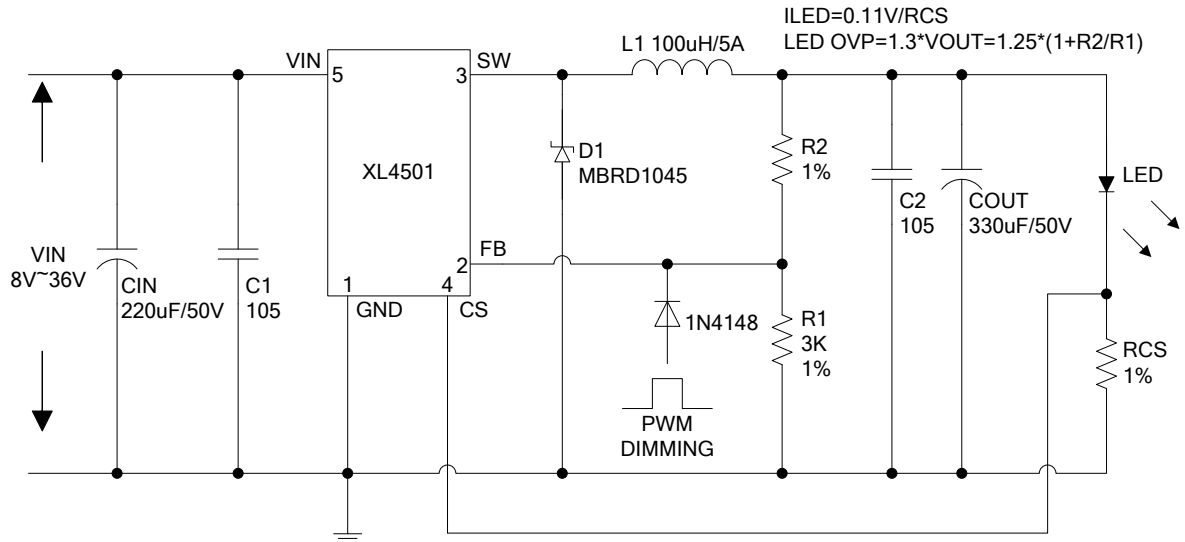 ILED=0.11V/RCS
LED OVP=1.3*VOUT=1.25*(1+R2/R1)
L1 100uH/5A
VIN
5
3
SW
XL4501
D1
MBRD1045
R2
1%
C2
105
COUT
330uF/50V
LED
VIN
8V~36V
CIN
220uF/50V
C1
105
2
FB
1
GND
4
CS
1N4148
R1
3K
1%
PWM
DIMMING
RCS
1%